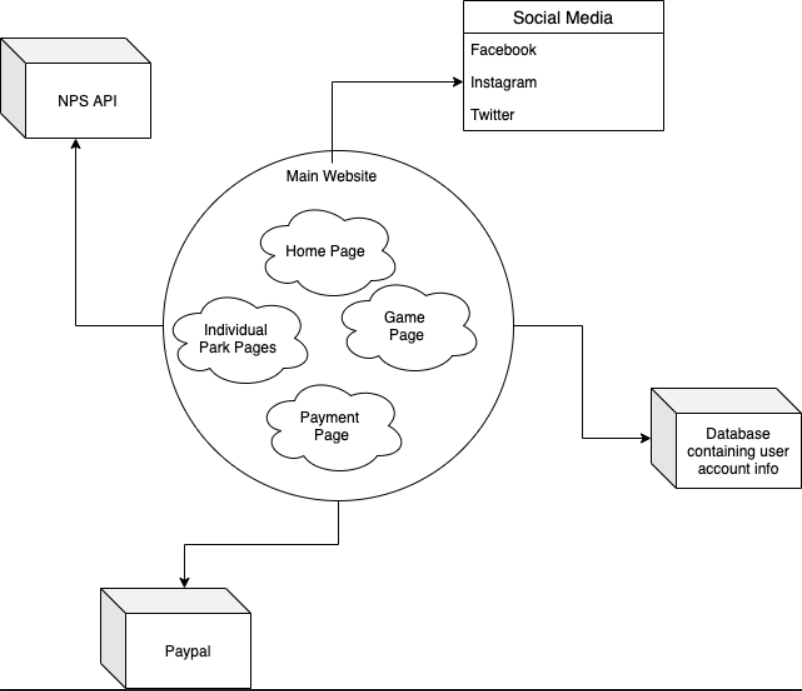 Social Media
Facebook
Instagram
Twitter
NPS API
Main Website
Home Page
Game
Page
Individual
Park Pages
Payment
Page
Database
containing user
account info
Paypal